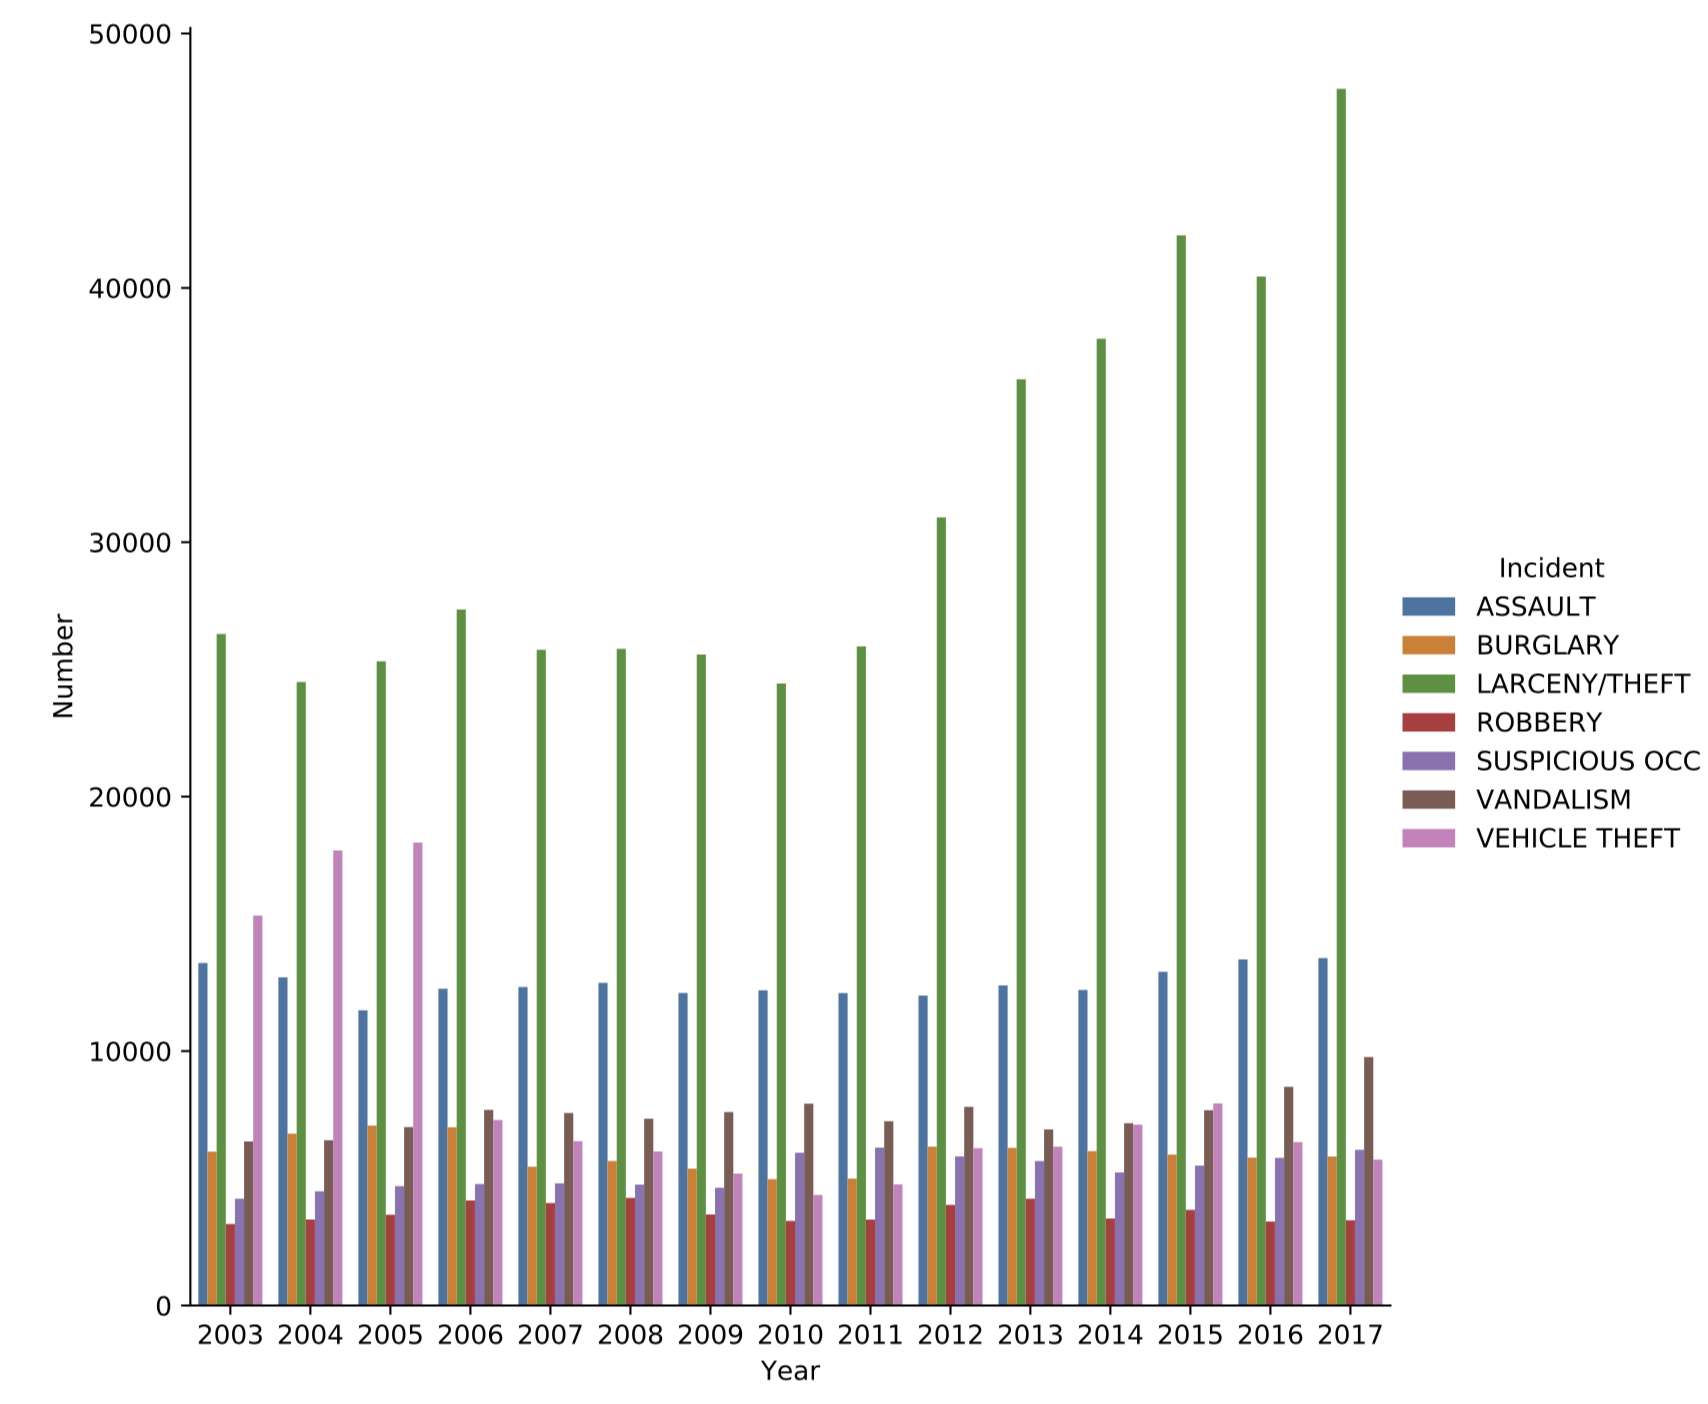 50000
40000
30000
20000
10000
0
Number
2003 2004 2005 2006 2007 2008 2009 2010 2011 2012 2013 2014 2015 2016 2017
Year
Incident
ASSAULT
BURGLARY
LARCENY/THEFT
ROBBERY
SUSPICIOUS OCC
VANDALISM
VEHICLE THEFT